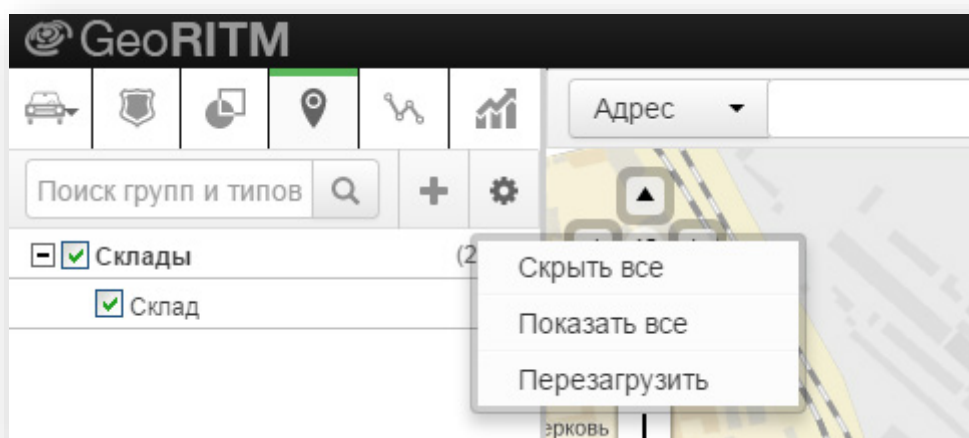 GeoRITM
Адрес
Поиск групп и типов
Склады (2
Склад
Скрыть все
Показать все
Перезагрузить
ерковь